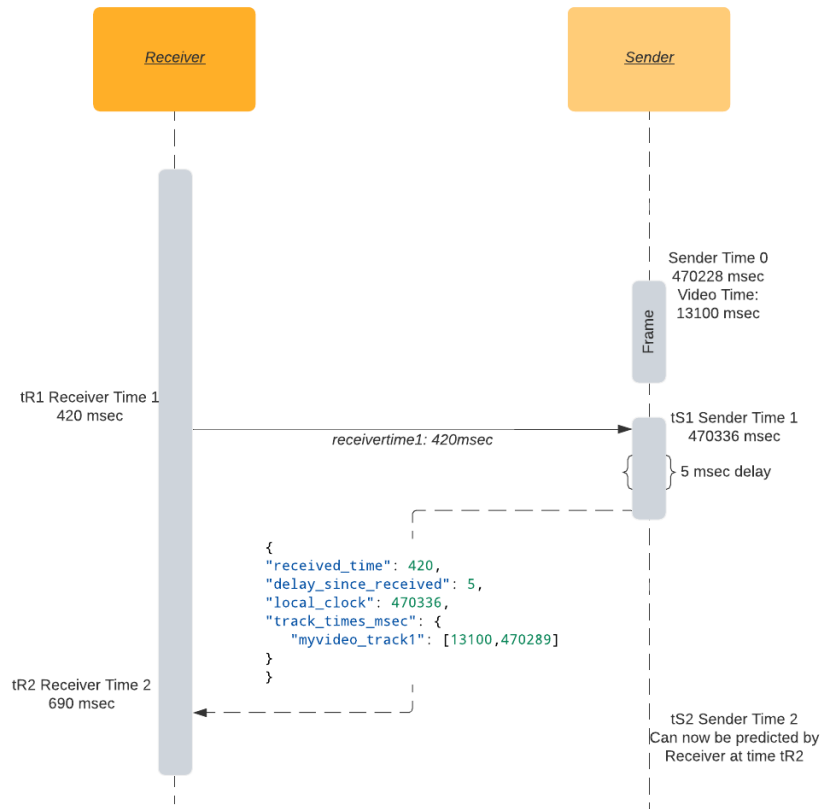 Receiver
Sender
Sender Time 0
470228 msec
Video Time:
13100 msec
Frame
tR1 Receiver Time 1
420 msec
receivertime1: 420msec
tS1 Sender Time 1
470336 msec
5 msec delay
{
"received_time": 420,
"delay_since_received": 5,
"local_clock": 470336,
"track_times_msec": {
"myvideo_track1": [13100,470289]
}
}
tR2 Receiver Time 2
690 msec
tS2 Sender Time 2
Can now be predicted by
Receiver at time tR2